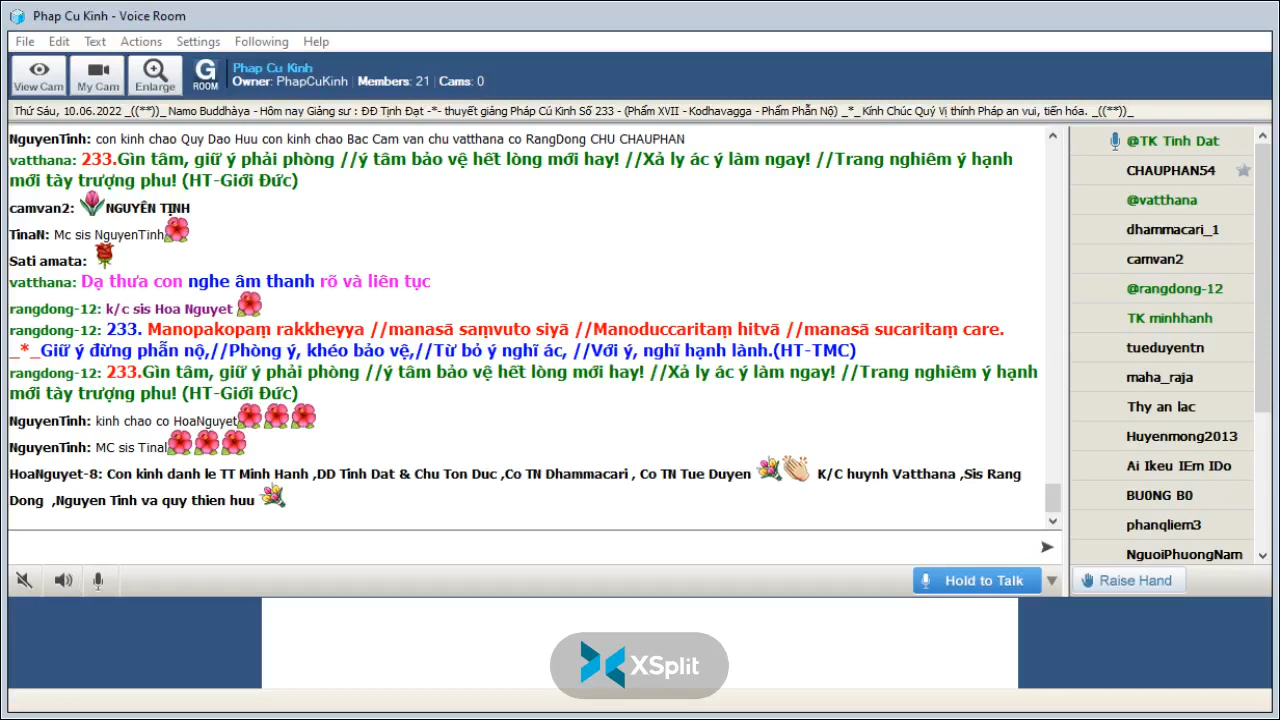 Phap Cu Kinh - Voice Room
File Edit Text Actions Settings Following Help
View Cam My Cam Enlarge G ROOM Phap Cu Kinh
Owner: PhapCuKinh | Members: 21 | Cams: 0
Thứ Sáu, 10.06.2022 _((**))_ Namo Buddhàya - Hôm nay Giảng sư : ĐĐ Tịnh Đạt -*- thuyết giảng Pháp Cú Kinh Số 233 - (Phẩm XVII - Kodhavagga - Phẩm Phẫn Nộ) _*_ Kính Chúc Quý Vị thính Pháp an vui, tiến hóa. _((**))_
NguyenTinh: con kinh chao Quy Dao Huu con kinh chao Bac Cam van chu vatthana co RangDong CHU CHAUPHAN
vatthana: 233.Gìn tâm, giữ ý phải phòng //ý tâm bảo vệ hết lòng mới hay! //Xả ly ác ý làm ngay! //Trang nghiêm ý hạnh
mới tày trượng phu! (HT-Giới Đức)
camvan2: NGUYÊN TỊNH
TinaN: Mc sis NguyenTinh
Sati amata:
vatthana: Dạ thưa con nghe âm thanh rõ và liên tục
rangdong-12: k/c sis Hoa Nguyet
rangdong-12: 233. Manopakopaṃ rakkheyya //manasā saṃvuto siyā //Manoduccaritaṃ hitvā //manasā sucaritaṃ care.
_*_Giữ ý đừng phẫn nộ,//Phòng ý, khéo bảo vệ,//Từ bỏ ý nghĩ ác, //Với ý, nghĩ hạnh lành.(HT-TMC)
rangdong-12: 233.Gìn tâm, giữ ý phải phòng //ý tâm bảo vệ hết lòng mới hay! //Xả ly ác ý làm ngay! //Trang nghiêm ý hạnh
mới tày trượng phu! (HT-Giới Đức)
NguyenTinh: kinh chao co HoaNguyet
NguyenTinh: MC sis Tinal
HoaNguyet-8: Con kinh danh le TT Minh Hanh ,DD Tinh Dat & Chu Ton Duc ,Co TN Dhammacari , Co TN Tue Duyen K/C huynh Vatthana ,Sis Rang
Dong ,Nguyen Tinh va quy thien huu
@TK Tinh Dat
CHAUPHAN54
@vatthana
dhammacari_1
camvan2
@rangdong-12
TK minhhanh
tueduyentn
maha_raja
Thy an lac
Huyenmong2013
Ai lkeu IEm IDo
BU0NG B0
phanqliem3
NguoiPhuongNam
Hold to Talk
Raise Hand
XSplit